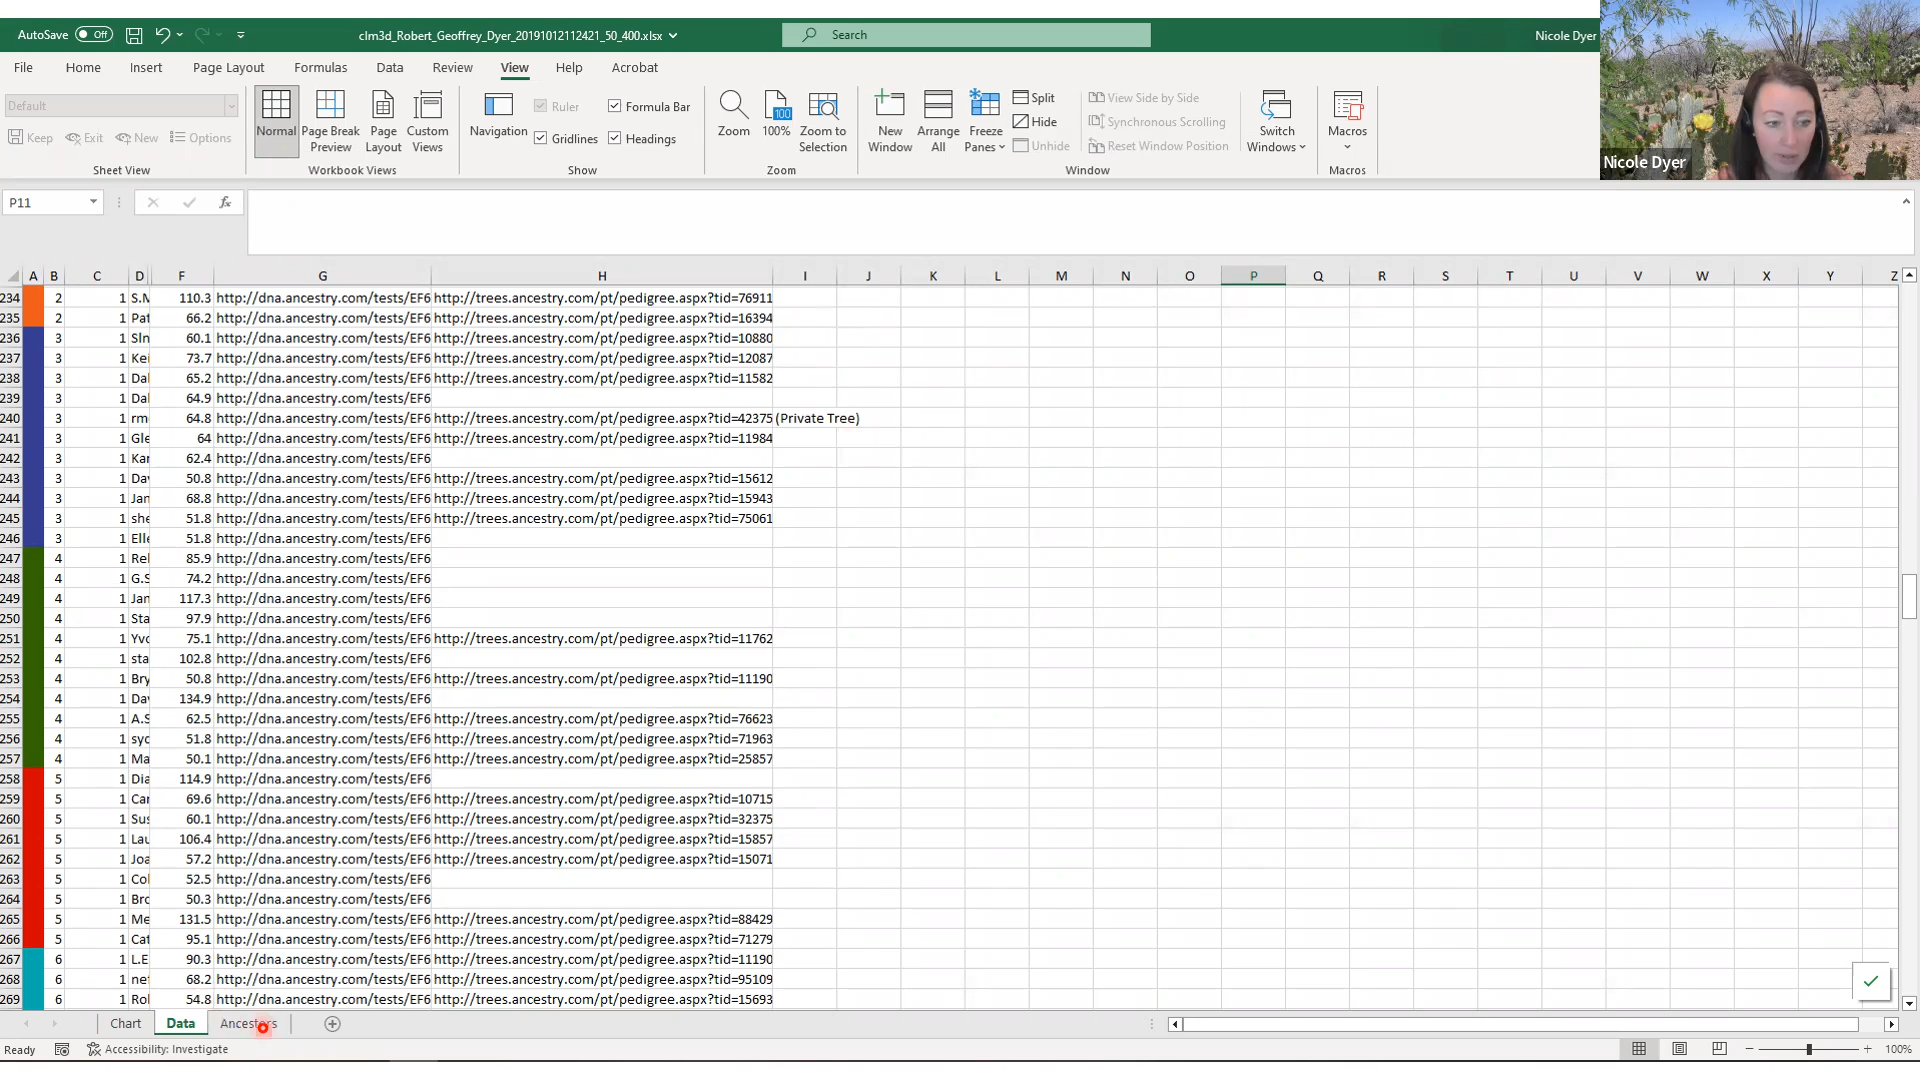 AutoSave Off clm3d_Robert_Geoffrey_Dyer_20191012112421_50_400.xlsx Search Nicole Dyer
File Home Insert Page Layout Formulas Data Review View Help Acrobat
Default
Keep Exit New Options
Sheet View
Normal Page Break Preview Page Layout Custom Views
Workbook Views
Navigation Ruler Formula Bar
Gridlines Headings
Show
Zoom 100% Zoom to Selection
Zoom
New Window Arrange All Freeze Panes Split
Hide
Unhide
View Side by Side
Synchronous Scrolling
Reset Window Position
Switch Windows
Window
Macros
Macros
Nicole Dyer
P11 fx
A B C D F G H I J K L M N O P Q R S T U V W X Y Z
234 2 1 S.M 110.3 http://dna.ancestry.com/tests/EF6 http://trees.ancestry.com/pt/pedigree.aspx?tid=76911
235 2 1 Pat 66.2 http://dna.ancestry.com/tests/EF6 http://trees.ancestry.com/pt/pedigree.aspx?tid=16394
236 3 1 Sln 60.1 http://dna.ancestry.com/tests/EF6 http://trees.ancestry.com/pt/pedigree.aspx?tid=10880
237 3 1 Kei 73.7 http://dna.ancestry.com/tests/EF6 http://trees.ancestry.com/pt/pedigree.aspx?tid=12087
238 3 1 Dal 65.2 http://dna.ancestry.com/tests/EF6 http://trees.ancestry.com/pt/pedigree.aspx?tid=11582
239 3 1 Dal 64.9 http://dna.ancestry.com/tests/EF6
240 3 1 rm 64.8 http://dna.ancestry.com/tests/EF6 http://trees.ancestry.com/pt/pedigree.aspx?tid=42375 (Private Tree)
241 3 1 Gle 64 http://dna.ancestry.com/tests/EF6 http://trees.ancestry.com/pt/pedigree.aspx?tid=11984
242 3 1 Kar 62.4 http://dna.ancestry.com/tests/EF6
243 3 1 Dav 50.8 http://dna.ancestry.com/tests/EF6 http://trees.ancestry.com/pt/pedigree.aspx?tid=15612
244 3 1 Jan 68.8 http://dna.ancestry.com/tests/EF6 http://trees.ancestry.com/pt/pedigree.aspx?tid=15943
245 3 1 she 51.8 http://dna.ancestry.com/tests/EF6 http://trees.ancestry.com/pt/pedigree.aspx?tid=75061
246 3 1 Elle 51.8 http://dna.ancestry.com/tests/EF6
247 4 1 Rel 85.9 http://dna.ancestry.com/tests/EF6
248 4 1 G.S 74.2 http://dna.ancestry.com/tests/EF6
249 4 1 Jan 117.3 http://dna.ancestry.com/tests/EF6
250 4 1 Sta 97.9 http://dna.ancestry.com/tests/EF6
251 4 1 Yvo 75.1 http://dna.ancestry.com/tests/EF6 http://trees.ancestry.com/pt/pedigree.aspx?tid=11762
252 4 1 sta 102.8 http://dna.ancestry.com/tests/EF6
253 4 1 Bry 50.8 http://dna.ancestry.com/tests/EF6 http://trees.ancestry.com/pt/pedigree.aspx?tid=11190
254 4 1 Dav 134.9 http://dna.ancestry.com/tests/EF6
255 4 1 A.S 62.5 http://dna.ancestry.com/tests/EF6 http://trees.ancestry.com/pt/pedigree.aspx?tid=76623
256 4 1 syc 51.8 http://dna.ancestry.com/tests/EF6 http://trees.ancestry.com/pt/pedigree.aspx?tid=71963
257 4 1 Ma 50.1 http://dna.ancestry.com/tests/EF6 http://trees.ancestry.com/pt/pedigree.aspx?tid=25857
258 5 1 Dia 114.9 http://dna.ancestry.com/tests/EF6
259 5 1 Car 69.6 http://dna.ancestry.com/tests/EF6 http://trees.ancestry.com/pt/pedigree.aspx?tid=10715
260 5 1 Sus 60.1 http://dna.ancestry.com/tests/EF6 http://trees.ancestry.com/pt/pedigree.aspx?tid=32375
261 5 1 Lau 106.4 http://dna.ancestry.com/tests/EF6 http://trees.ancestry.com/pt/pedigree.aspx?tid=15857
262 5 1 Joa 57.2 http://dna.ancestry.com/tests/EF6 http://trees.ancestry.com/pt/pedigree.aspx?tid=15071
263 5 1 Col 52.5 http://dna.ancestry.com/tests/EF6
264 5 1 Bro 50.3 http://dna.ancestry.com/tests/EF6
265 5 1 Me 131.5 http://dna.ancestry.com/tests/EF6 http://trees.ancestry.com/pt/pedigree.aspx?tid=88429
266 5 1 Cat 95.1 http://dna.ancestry.com/tests/EF6 http://trees.ancestry.com/pt/pedigree.aspx?tid=71279
267 6 1 L.E 90.3 http://dna.ancestry.com/tests/EF6 http://trees.ancestry.com/pt/pedigree.aspx?tid=11190
268 6 1 net 68.2 http://dna.ancestry.com/tests/EF6 http://trees.ancestry.com/pt/pedigree.aspx?tid=95109
269 6 1 Rol 54.8 http://dna.ancestry.com/tests/EF6 http://trees.ancestry.com/pt/pedigree.aspx?tid=15693
Chart Data Ancestors
Ready Accessibility: Investigate 100%